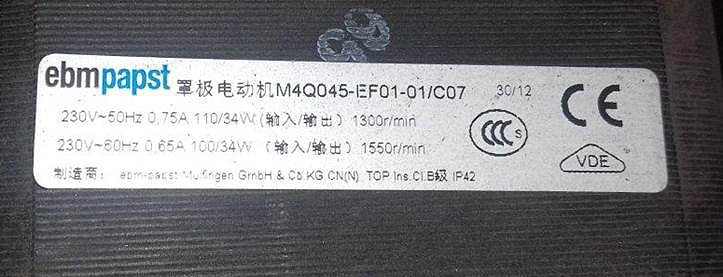 ebmpapst 罩极电动机M4Q045-EF01-01/C07 30/12
230V~50Hz 0,75A 110/34W (输入/输出) 1300r/min
230V~60Hz 0,65A 100/34W (输入/输出) 1550r/min
制造商: ebm-papst Mulfingen GmbH & Co.KG CN(N) TOP Ins.Cl.B级 IP42
CCC S
CE
VDE